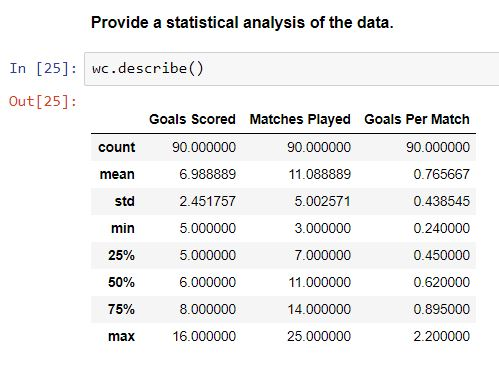 Provide a statistical analysis of the data.
In [25]: wc.describe()
Out[25]:
Goals Scored Matches Played Goals Per Match
count 90.000000 90.000000 90.000000
mean 6.988889 11.088889 0.765667
std 2.451757 5.002571 0.438545
min 5.000000 3.000000 0.240000
25% 5.000000 7.000000 0.450000
50% 6.000000 11.000000 0.620000
75% 8.000000 14.000000 0.895000
max 16.000000 25.000000 2.200000